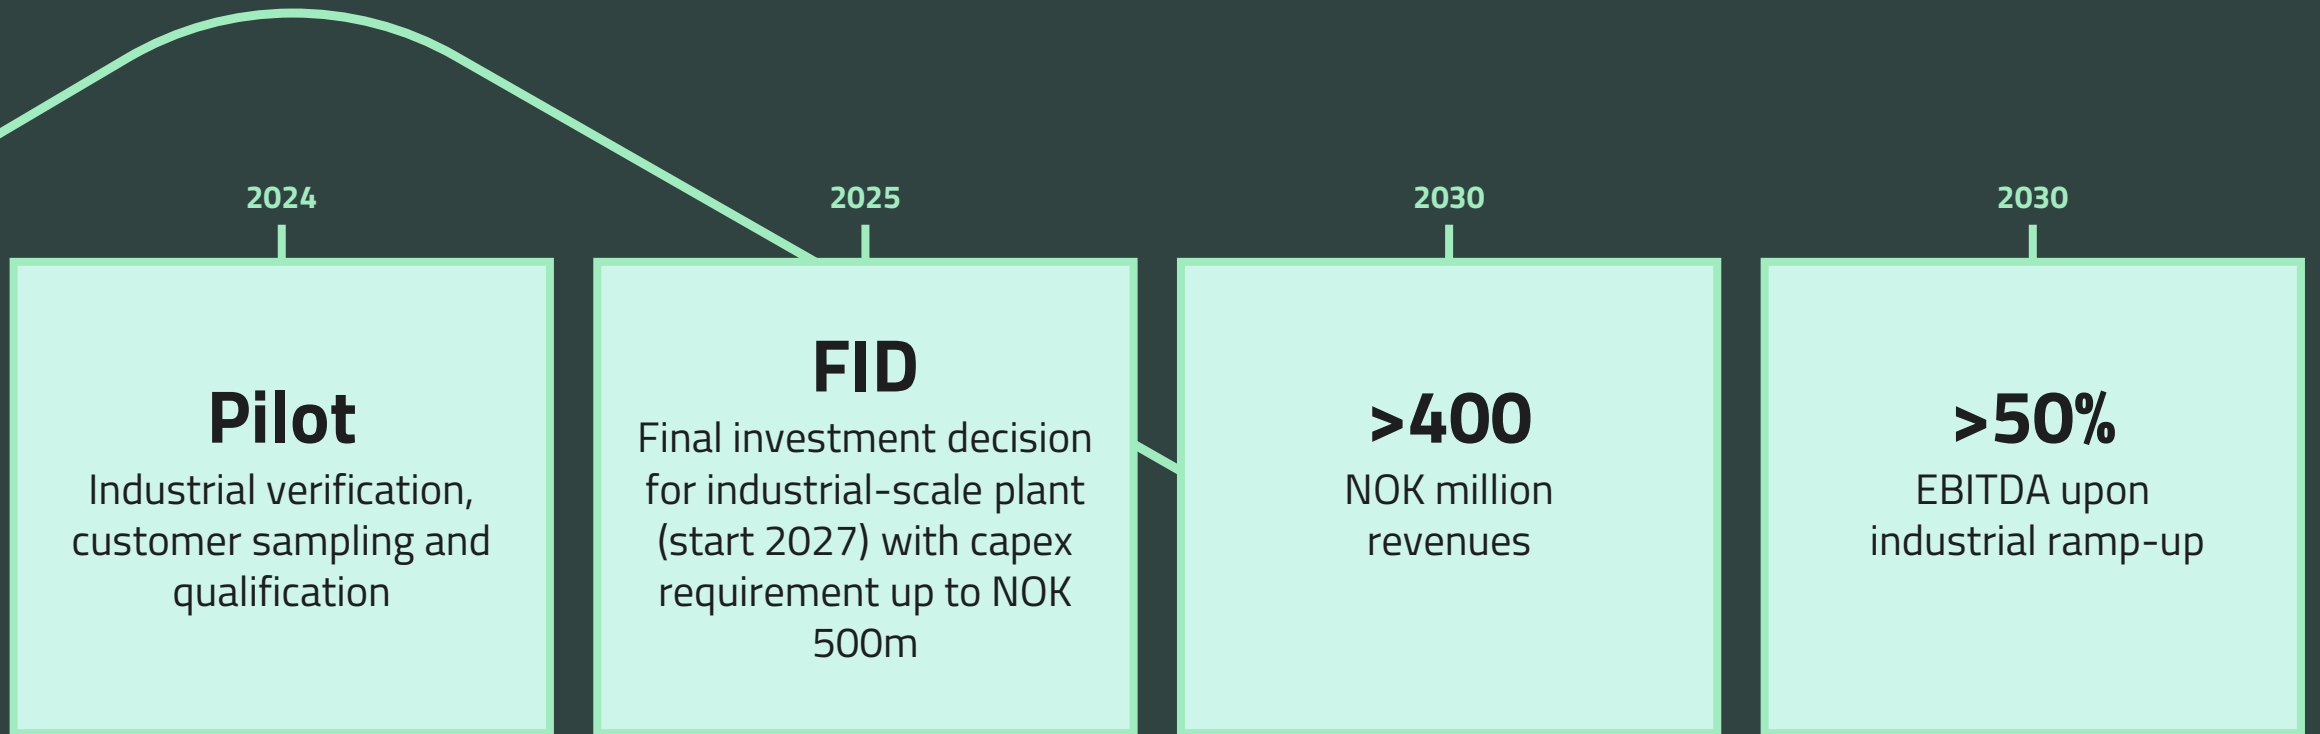 2024
Pilot
Industrial verification,
customer sampling and
qualification
2025
FID
Final investment decision
for industrial-scale plant
(start 2027) with capex
requirement up to NOK
500m
2030
>400
NOK million
revenues
2030
>50%
EBITDA upon
industrial ramp-up